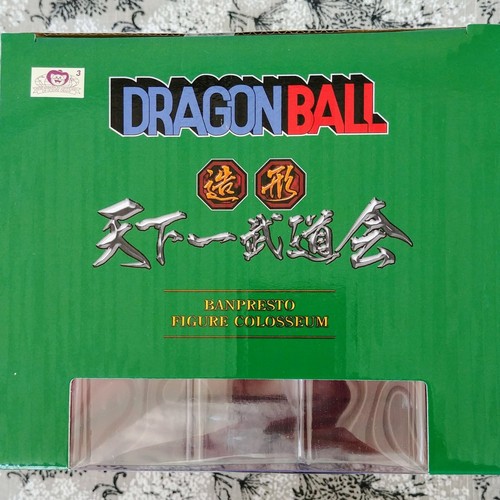 DRAGONBALL
造形
天下一武道会
BANPRESTO
FIGURE COLOSSEUM